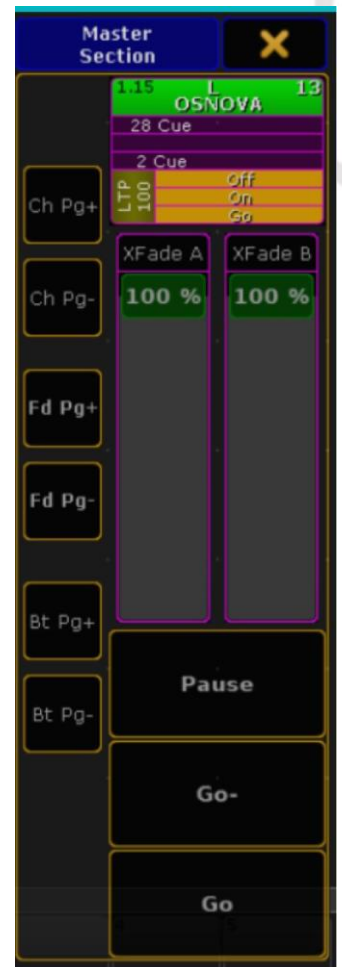 Master
Section
1.15 L 13
OSNOVA
28 Cue
2 Cue
LTP
100
Off
On
Go
Ch Pg+
XFade A XFade B
Ch Pg- 100 % 100 %
Fd Pg+
Fd Pg-
Bt Pg+
Pause
Bt Pg-
Go-
Go